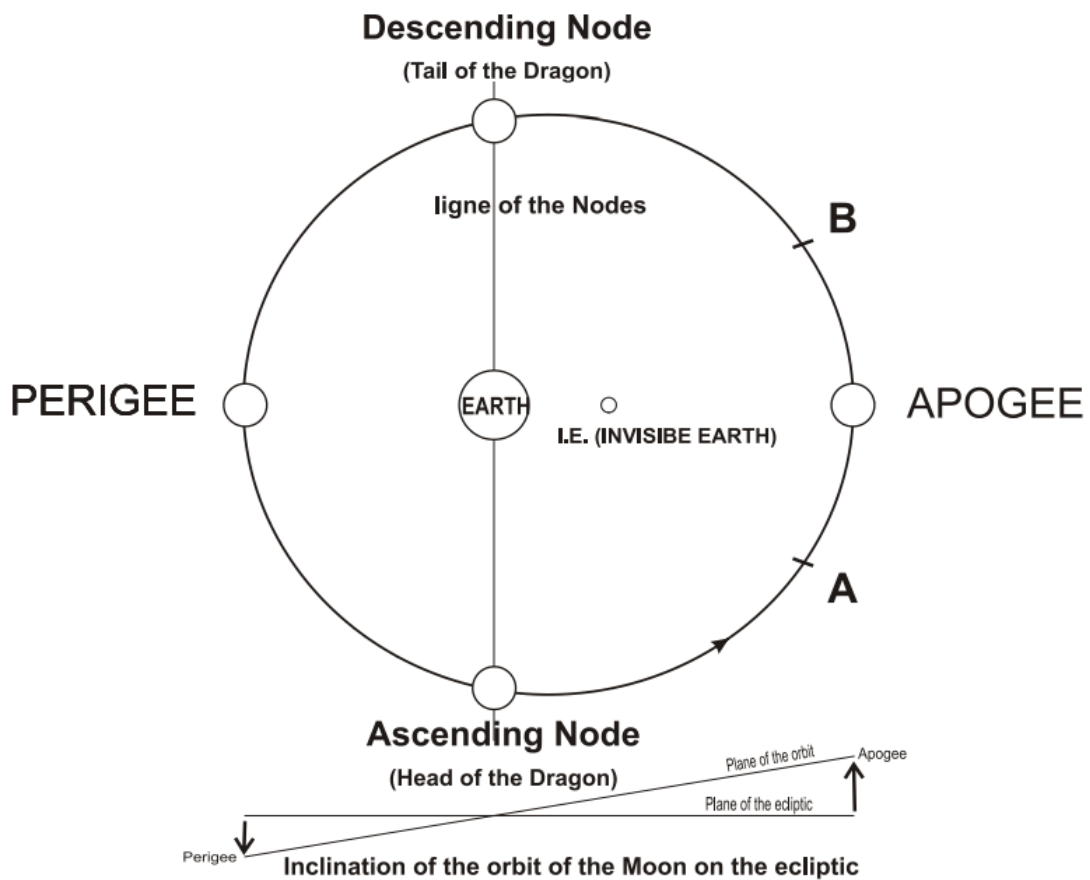 Descending Node
(Tail of the Dragon)
ligne of the Nodes
B
PERIGEE
EARTH
APOGEE
I.E. (INVISIBE EARTH)
A
Ascending Node
(Head of the Dragon)
Plane of the orbit
Apogee
Plane of the ecliptic
Perigee
Inclination of the orbit of the Moon on the ecliptic